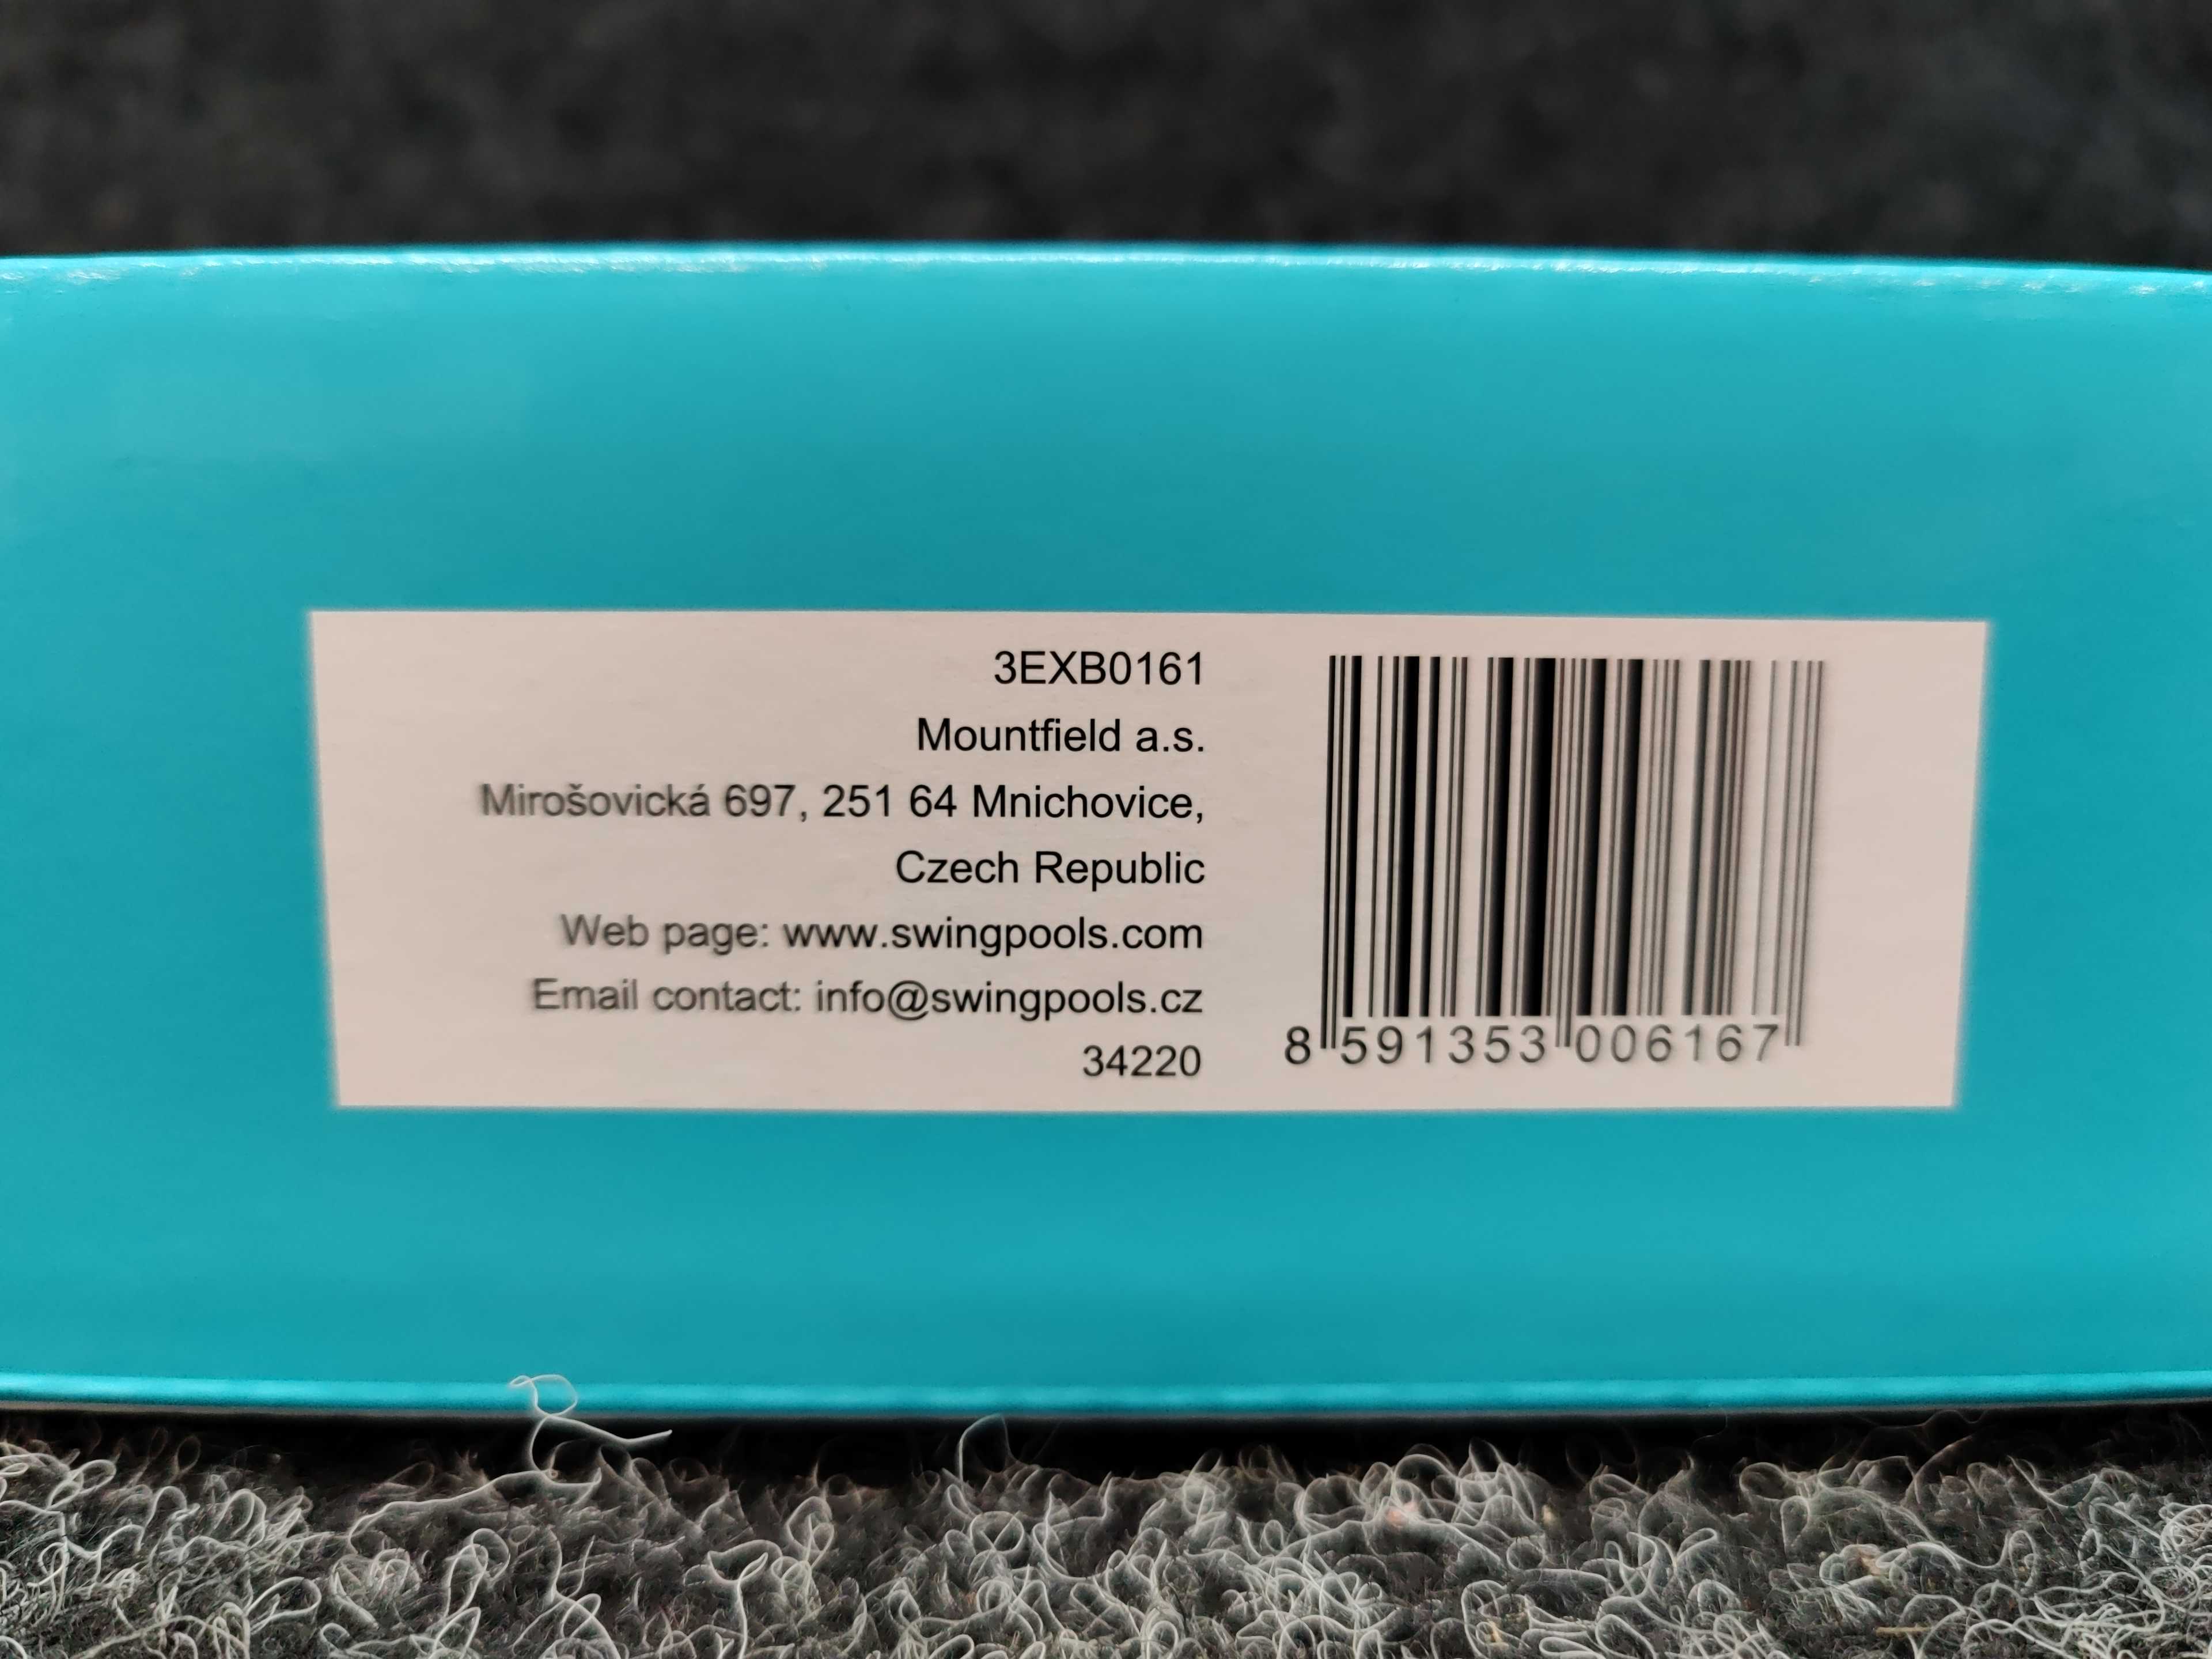 3EXB0161
Mountfield a.s.
Mirošovická 697, 251 64 Mnichovice,
Czech Republic
Web page: www.swingpools.com
Email contact: info@swingpools.cz
34220
8 591353 006167